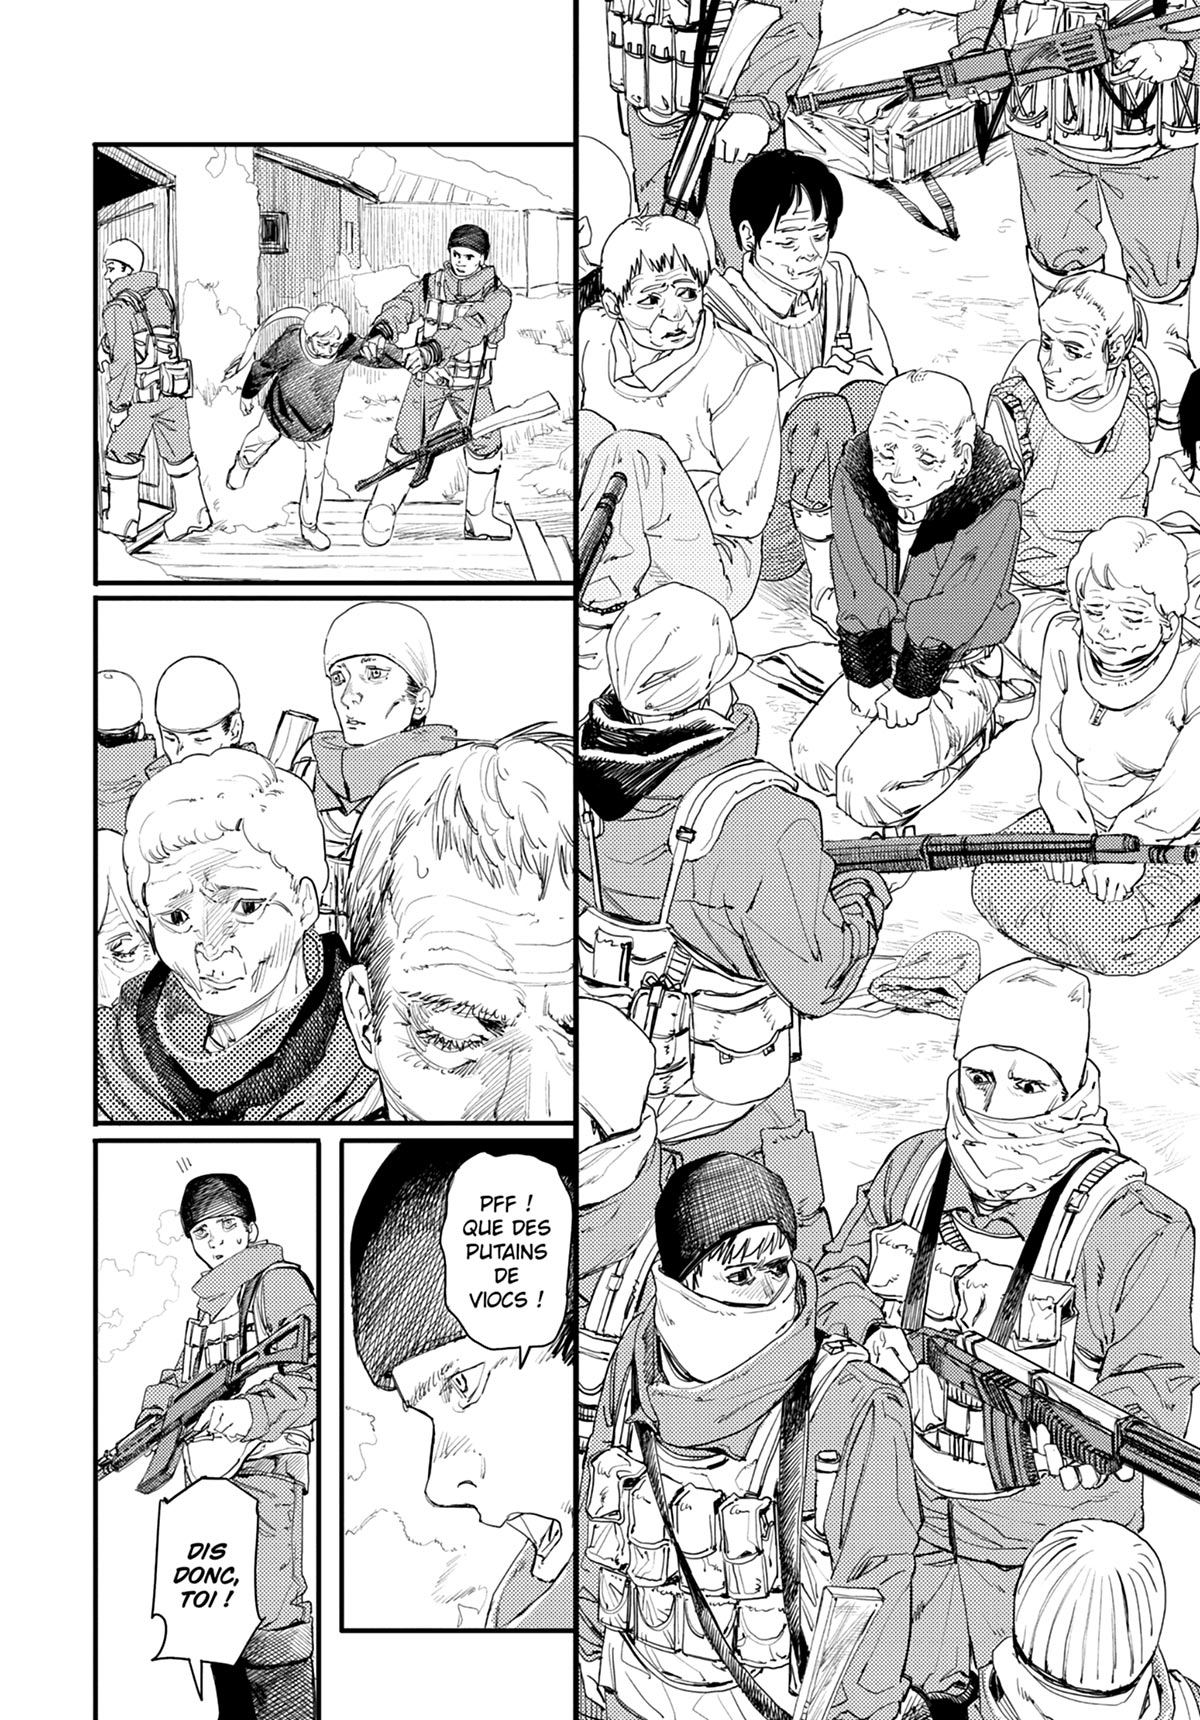 PFF !
QUE DES
PUTAINS
DE
VIOCS !
DIS
DONC,
TOI !